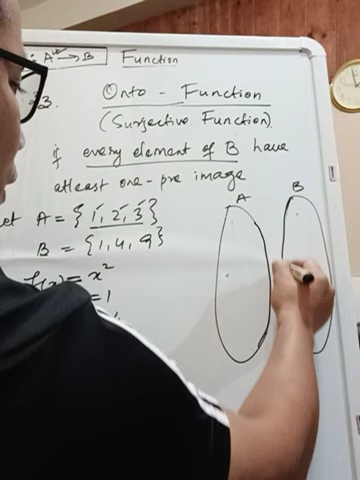 : A → B Function
3. Onto - Function
(Surjective Function).
if every element of B have
atleast one-pre image
A B
et A = {1, 2, 3}
B = {1, 4, 9}
f(x) = x²
= 1